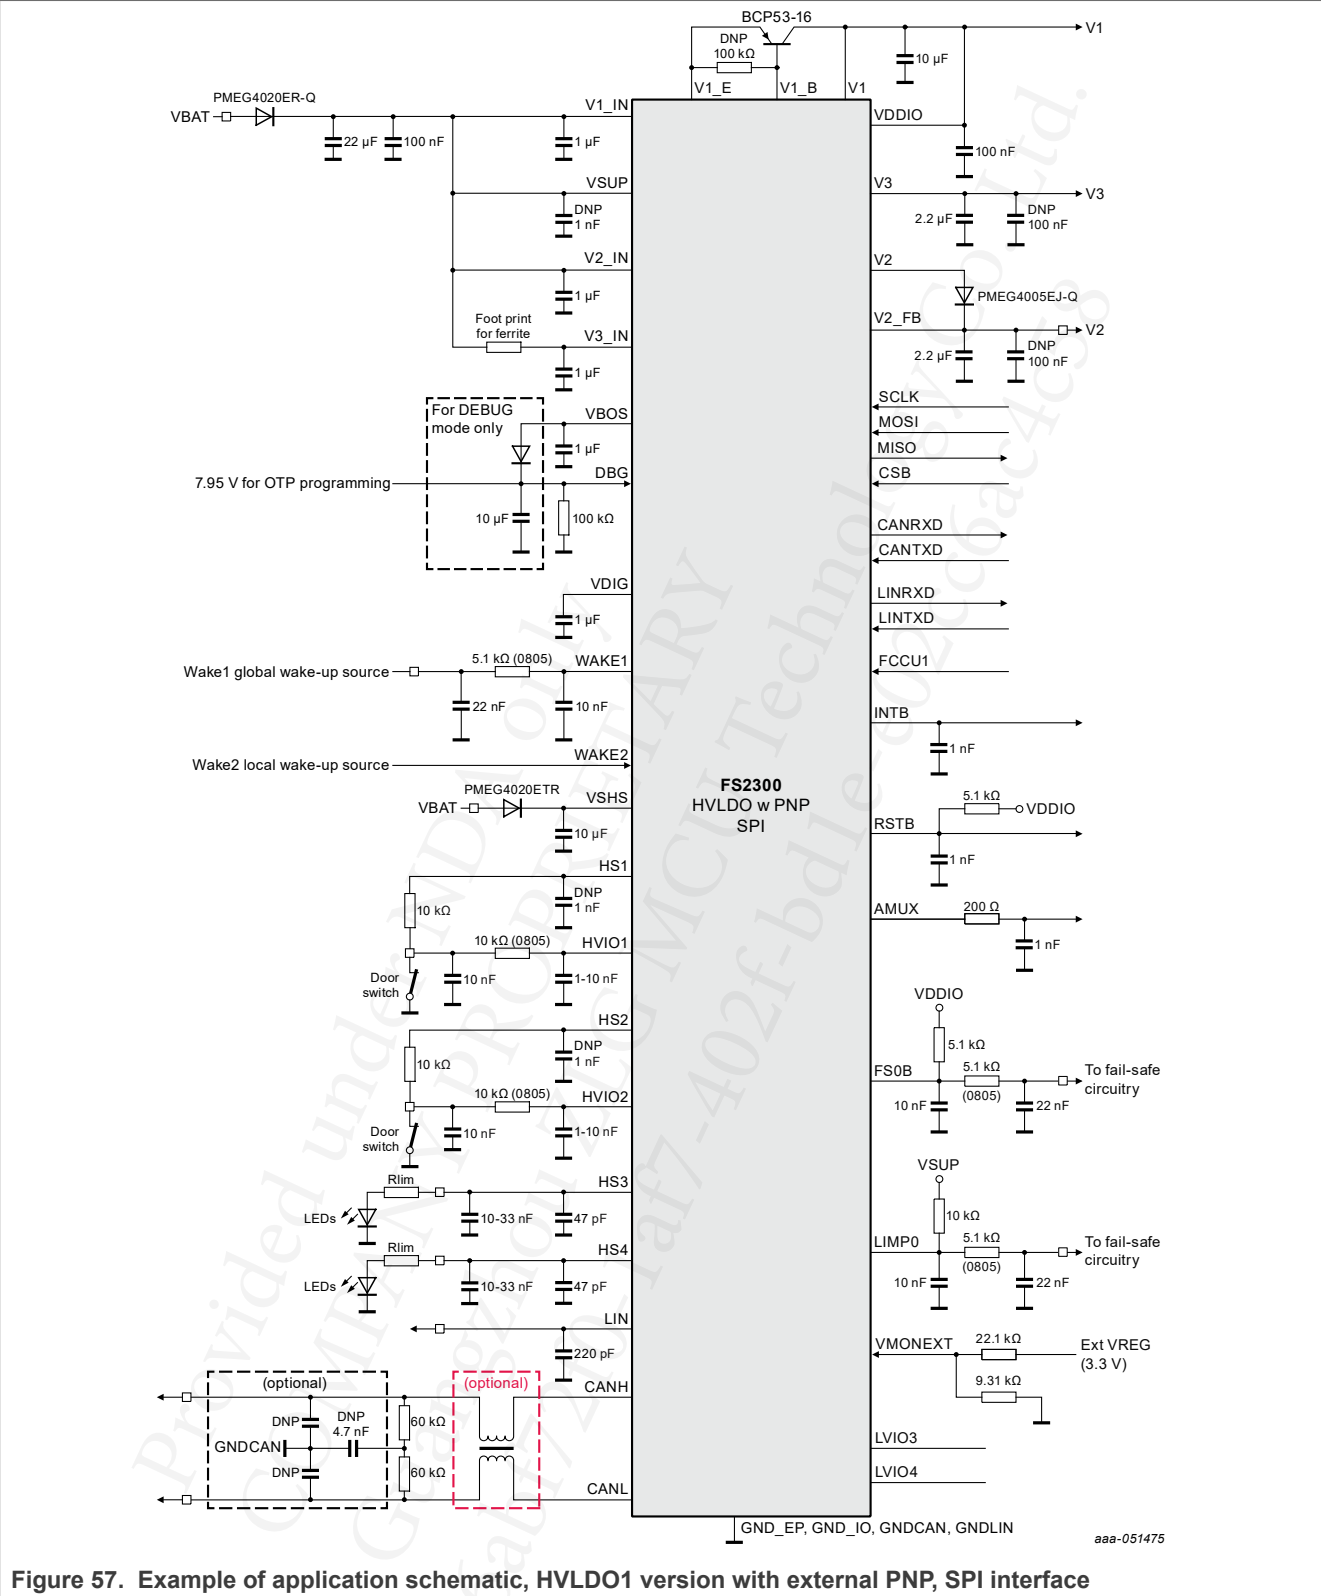 BCP53-16
DNP
100 kΩ
10 µF
V1
V1_E
V1_B
V1
PMEG4020ER-Q
VBAT
22 µF
100 nF
V1_IN
1 µF
VDDIO
100 nF
VSUP
DNP
1 nF
V3
2.2 µF
DNP
100 nF
V3
V2_IN
1 µF
V2
PMEG4005EJ-Q
Foot print
for ferrite
V3_IN
1 µF
V2_FB
2.2 µF
DNP
100 nF
V2
For DEBUG
mode only
VBOS
1 µF
7.95 V for OTP programming
DBG
10 µF
100 kΩ
SCLK
MOSI
MISO
CSB
CANRXD
CANTXD
VDIG
1 µF
LINRXD
LINTXD
Wake1 global wake-up source
5.1 kΩ (0805)
WAKE1
22 nF
10 nF
FCCU1
INTB
1 nF
Wake2 local wake-up source
WAKE2
FS2300
HVLDO w PNP
SPI
VBAT
PMEG4020ETR
VSHS
10 µF
5.1 kΩ
VDDIO
RSTB
1 nF
HS1
10 kΩ
DNP
1 nF
AMUX
200 Ω
1 nF
10 kΩ (0805)
HVIO1
Door
switch
10 nF
1-10 nF
VDDIO
5.1 kΩ
HS2
10 kΩ
DNP
1 nF
FS0B
5.1 kΩ
(0805)
10 nF
22 nF
To fail-safe
circuitry
10 kΩ (0805)
HVIO2
Door
switch
10 nF
1-10 nF
VSUP
10 kΩ
Rlim
HS3
LEDs
10-33 nF
47 pF
LIMP0
5.1 kΩ
(0805)
10 nF
22 nF
To fail-safe
circuitry
Rlim
HS4
LEDs
10-33 nF
47 pF
LIN
220 pF
VMONEXT
22.1 kΩ
Ext VREG
(3.3 V)
9.31 kΩ
(optional)
(optional)
CANH
DNP
DNP
4.7 nF
60 kΩ
GNDCAN
DNP
60 kΩ
CANL
LVIO3
LVIO4
GND_EP, GND_IO, GNDCAN, GNDLIN
aaa-051475
Figure 57. Example of application schematic, HVLDO1 version with external PNP, SPI interface
Provided under NDA only
COMPANY PROPRIETARY
Guangzhou ZLG MCU Technology Co., Ltd.